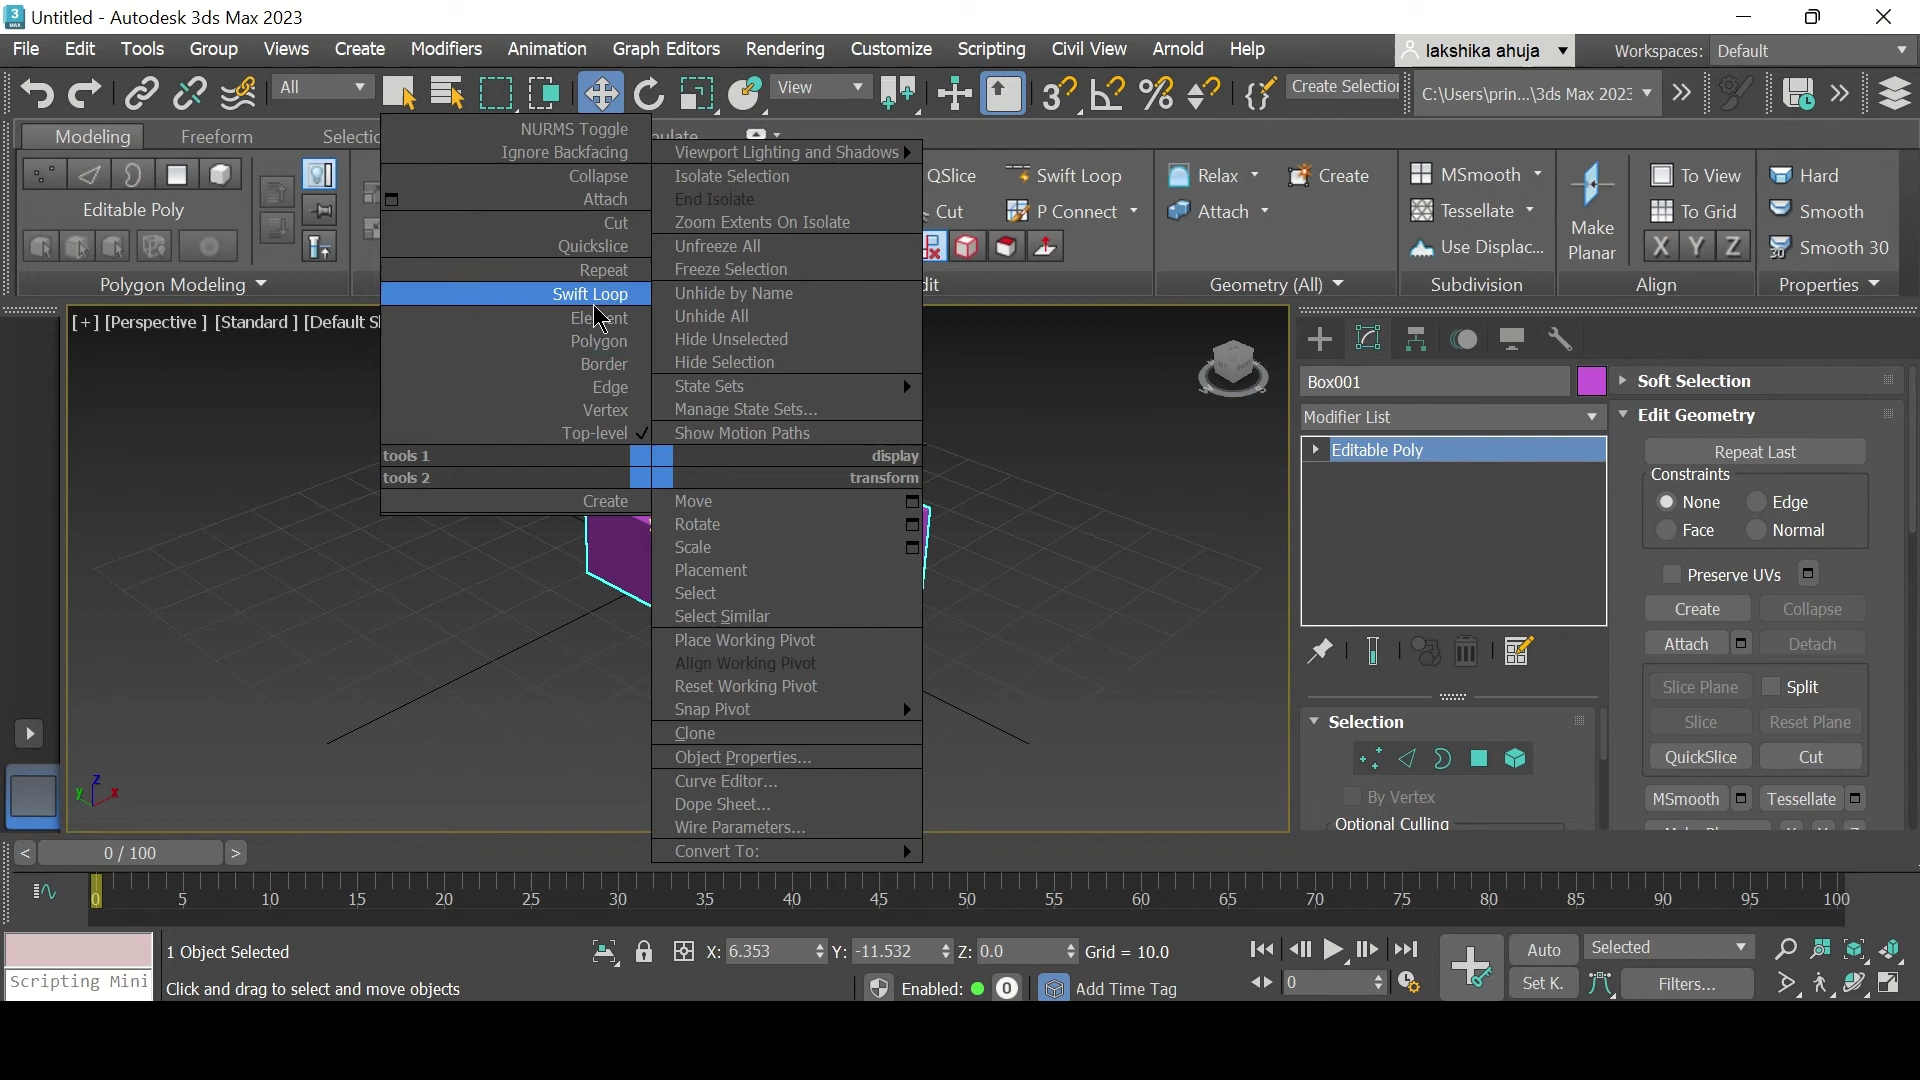 Untitled - Autodesk 3ds Max 2023
File Edit Tools Group Views Create Modifiers Animation Graph Editors Rendering Customize Scripting Civil View Arnold Help
lakshika ahuja Workspaces: Default
All View Create Selection C:\Users\prin...\3ds Max 2023
Modeling Freeform
NURMS Toggle
Ignore Backfacing
Collapse
Attach
Cut
Quickslice
Repeat
Swift Loop
Element
Polygon
Border
Edge
Vertex
Top-level
tools 1
tools 2
Create
Viewport Lighting and Shadows
Isolate Selection
End Isolate
Zoom Extents On Isolate
Unfreeze All
Freeze Selection
Unhide by Name
Unhide All
Hide Unselected
Hide Selection
State Sets
Manage State Sets...
Show Motion Paths
display
transform
Move
Rotate
Scale
Placement
Select
Select Similar
Place Working Pivot
Align Working Pivot
Reset Working Pivot
Snap Pivot
Clone
Object Properties...
Curve Editor...
Dope Sheet...
Wire Parameters...
Convert To:
Editable Poly
Polygon Modeling
QSlice Swift Loop
Cut P Connect
Relax Create
Attach
Geometry (All)
MSmooth
Tessellate
Use Displac...
Subdivision
Make Planar
To View
To Grid
X Y Z
Align
Hard
Smooth
Smooth 30
Properties
[+] [Perspective ] [Standard ] [Default S
z
y x
Box001
Modifier List
Editable Poly
Selection
By Vertex
Optional Culling
Soft Selection
Edit Geometry
Repeat Last
Constraints
None Edge
Face Normal
Preserve UVs
Create Collapse
Attach Detach
Slice Plane Split
Slice Reset Plane
QuickSlice Cut
MSmooth Tessellate
< 0 / 100 >
0 5 10 15 20 25 30 35 40 45 50 55 60 65 70 75 80 85 90 95 100
1 Object Selected X: 6.353 Y: -11.532 Z: 0.0 Grid = 10.0 Auto Selected
Scripting Mini Click and drag to select and move objects Enabled: 0 Add Time Tag 0 Set K. Filters...